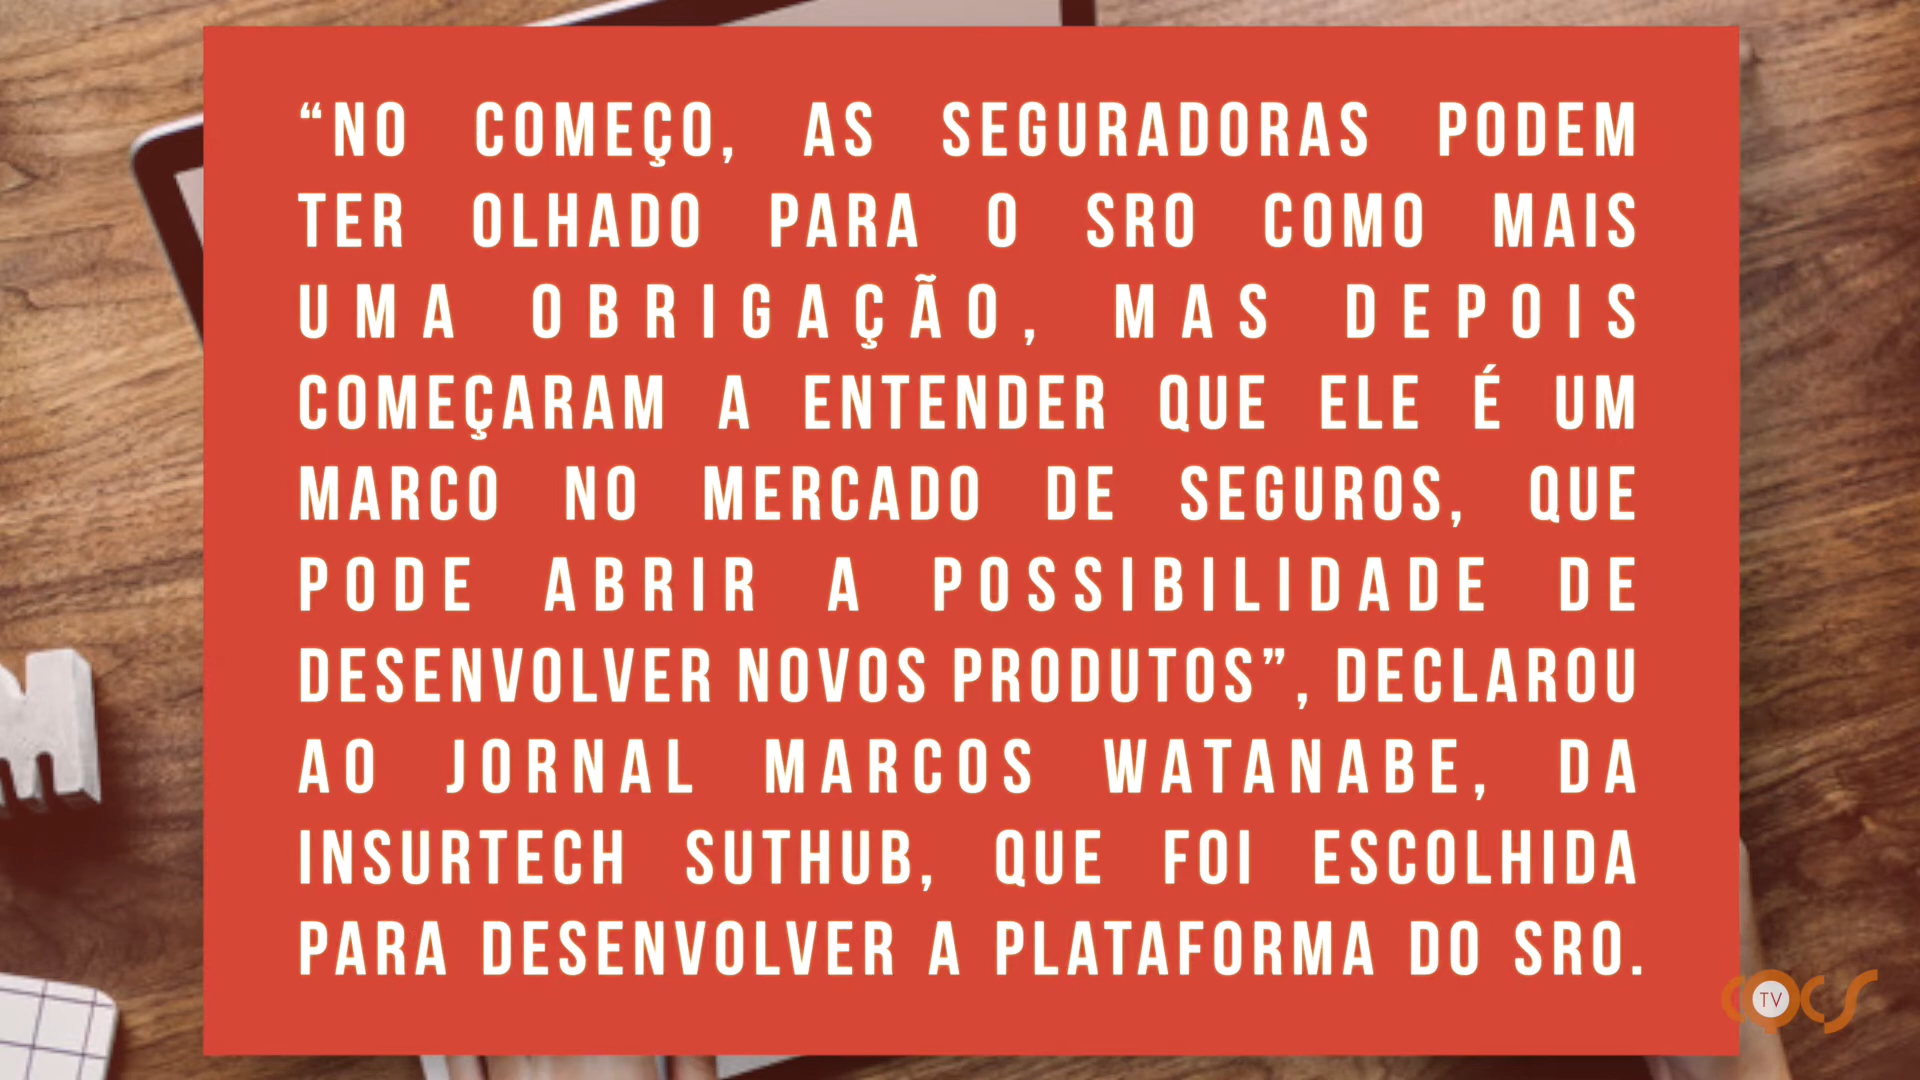 “NO COMEÇO, AS SEGURADORAS PODEM
TER OLHADO PARA O SRO COMO MAIS
UMA OBRIGAÇÃO, MAS DEPOIS
COMEÇARAM A ENTENDER QUE ELE É UM
MARCO NO MERCADO DE SEGUROS, QUE
PODE ABRIR A POSSIBILIDADE DE
DESENVOLVER NOVOS PRODUTOS”, DECLAROU
AO JORNAL MARCOS WATANABE, DA
INSURTECH SUTHUB, QUE FOI ESCOLHIDA
PARA DESENVOLVER A PLATAFORMA DO SRO.
CQCS TV